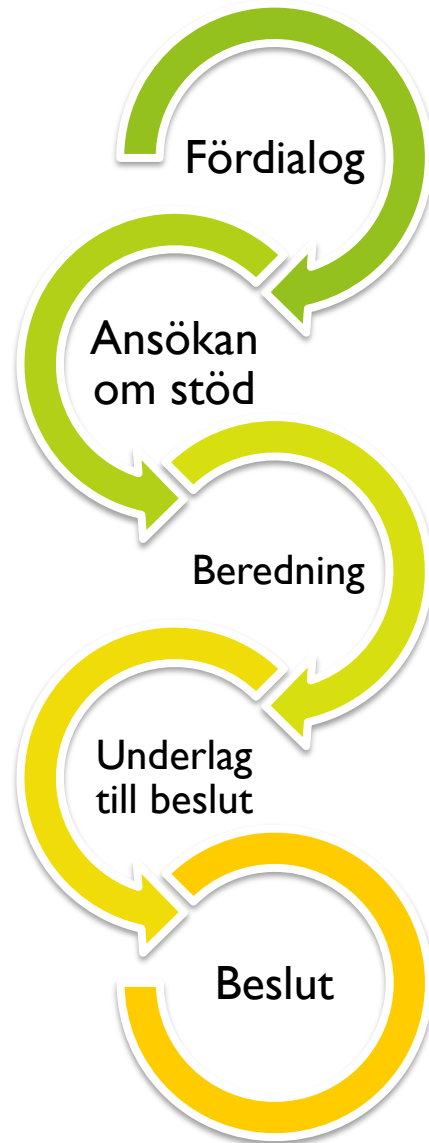 Fördialog
Ansökan
om stöd
Beredning
Underlag
till beslut
Beslut